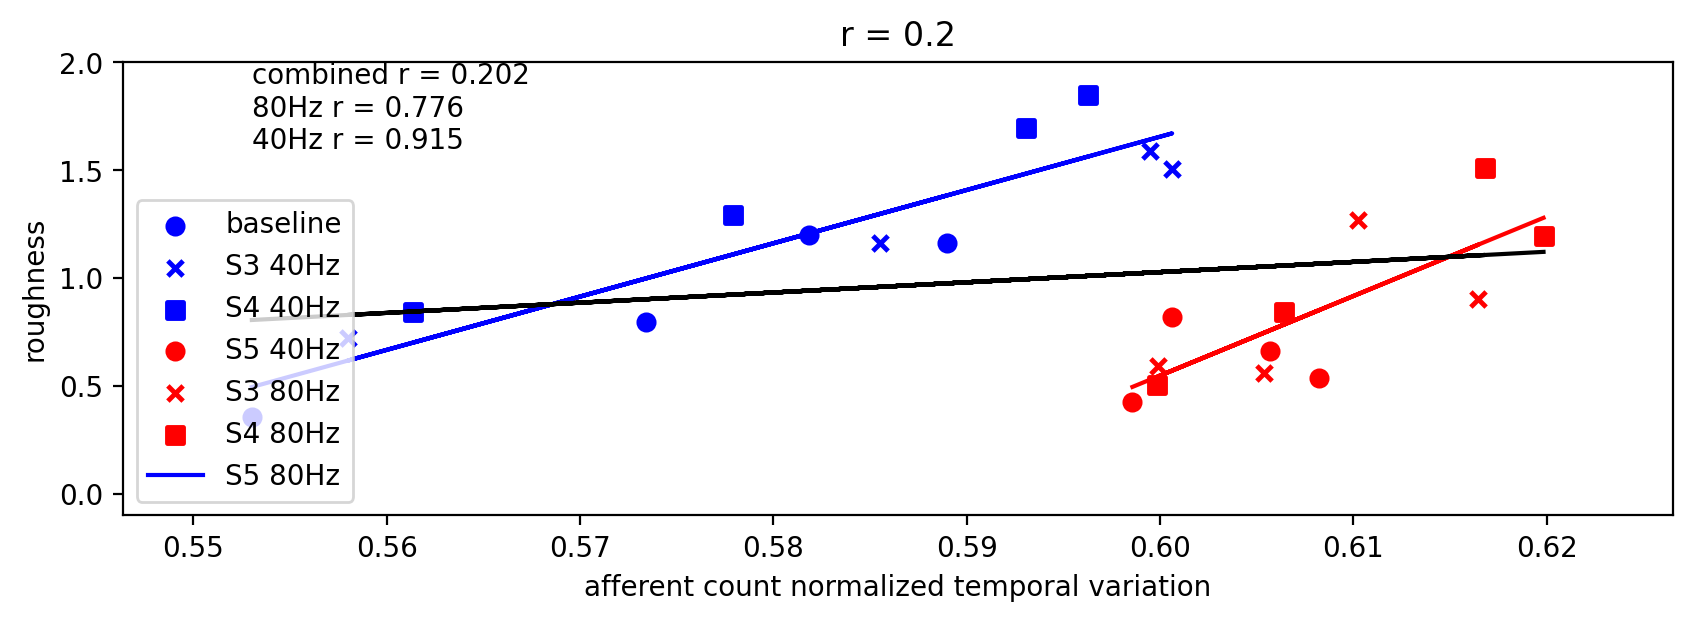 r = 0.2
combined r = 0.202
80Hz r = 0.776
40Hz r = 0.915
baseline
S3 40Hz
S4 40Hz
S5 40Hz
S3 80Hz
S4 80Hz
S5 80Hz
roughness
2.0
1.5
1.0
0.5
0.0
0.55 0.56 0.57 0.58 0.59 0.60 0.61 0.62
afferent count normalized temporal variation